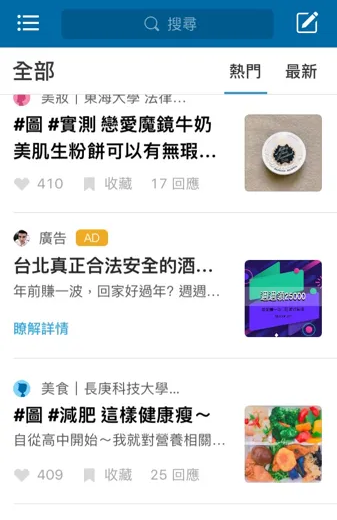 搜尋
全部
熱門
最新
美妝｜東海大學 法律...
#圖 #實測 戀愛魔鏡牛奶
美肌生粉餅可以有無瑕...
410
收藏
17 回應
廣告
AD
台北真正合法安全的酒...
年前賺一波，回家好過年? 週週...
週週領25000
瞭解詳情
美食｜長庚科技大學...
#圖 #減肥 這樣健康瘦～
自從高中開始～我就對營養相關...
409
收藏
25 回應